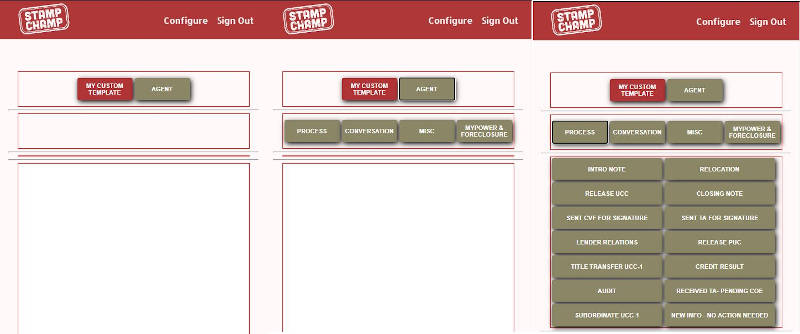 STAMP
CHAMP
Configure Sign Out
MY CUSTOM
TEMPLATE
AGENT
STAMP
CHAMP
Configure Sign Out
MY CUSTOM
TEMPLATE
AGENT
PROCESS
CONVERSATION
MISC
MYPOWER &
FORECLOSURE
STAMP
CHAMP
Configure Sign Out
MY CUSTOM
TEMPLATE
AGENT
PROCESS
CONVERSATION
MISC
MYPOWER &
FORECLOSURE
INTRO NOTE
RELOCATION
RELEASE UCC
CLOSING NOTE
SENT CVF FOR SIGNATURE
SENT TA FOR SIGNATURE
LENDER RELATIONS
RELEASE PUC
TITLE TRANSFER UCC-1
CREDIT RESULT
AUDIT
RECEIVED TA- PENDING COE
SUBORDINATE UCC-1
NEW INFO - NO ACTION NEEDED